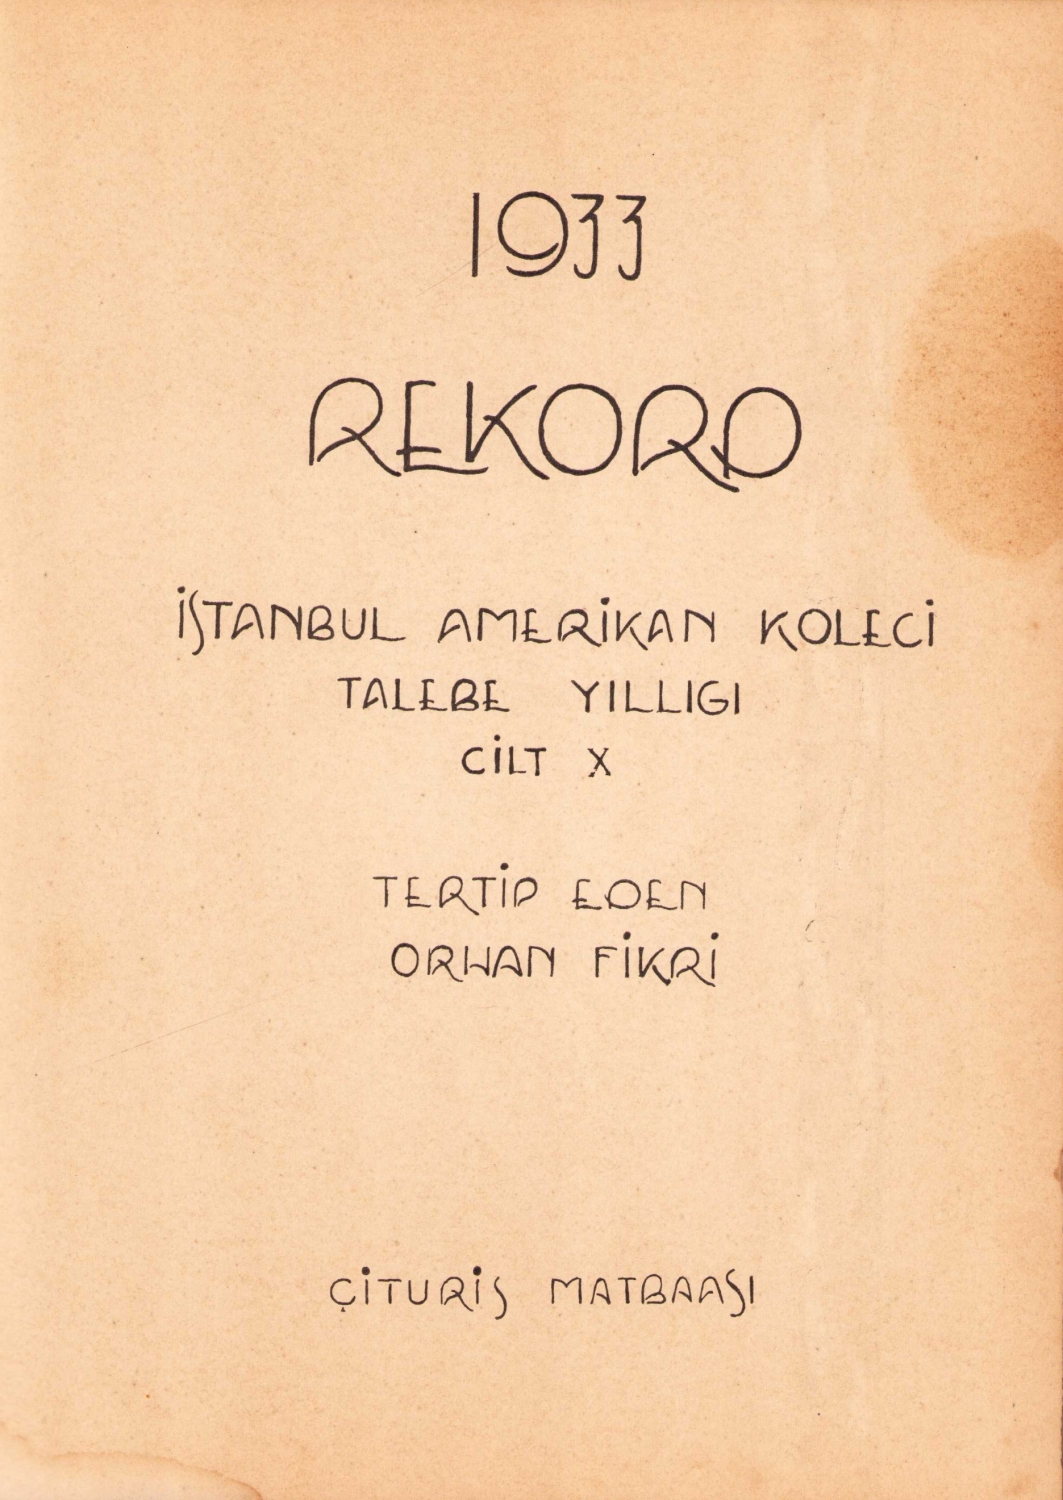 1933
REKORD
İSTANBUL AMERİKAN KOLECİ
TALEBE YILLIGI
CİLT X
TERTİP EDEN
ORHAN FİKRİ
ÇİTURİS MATBAASI